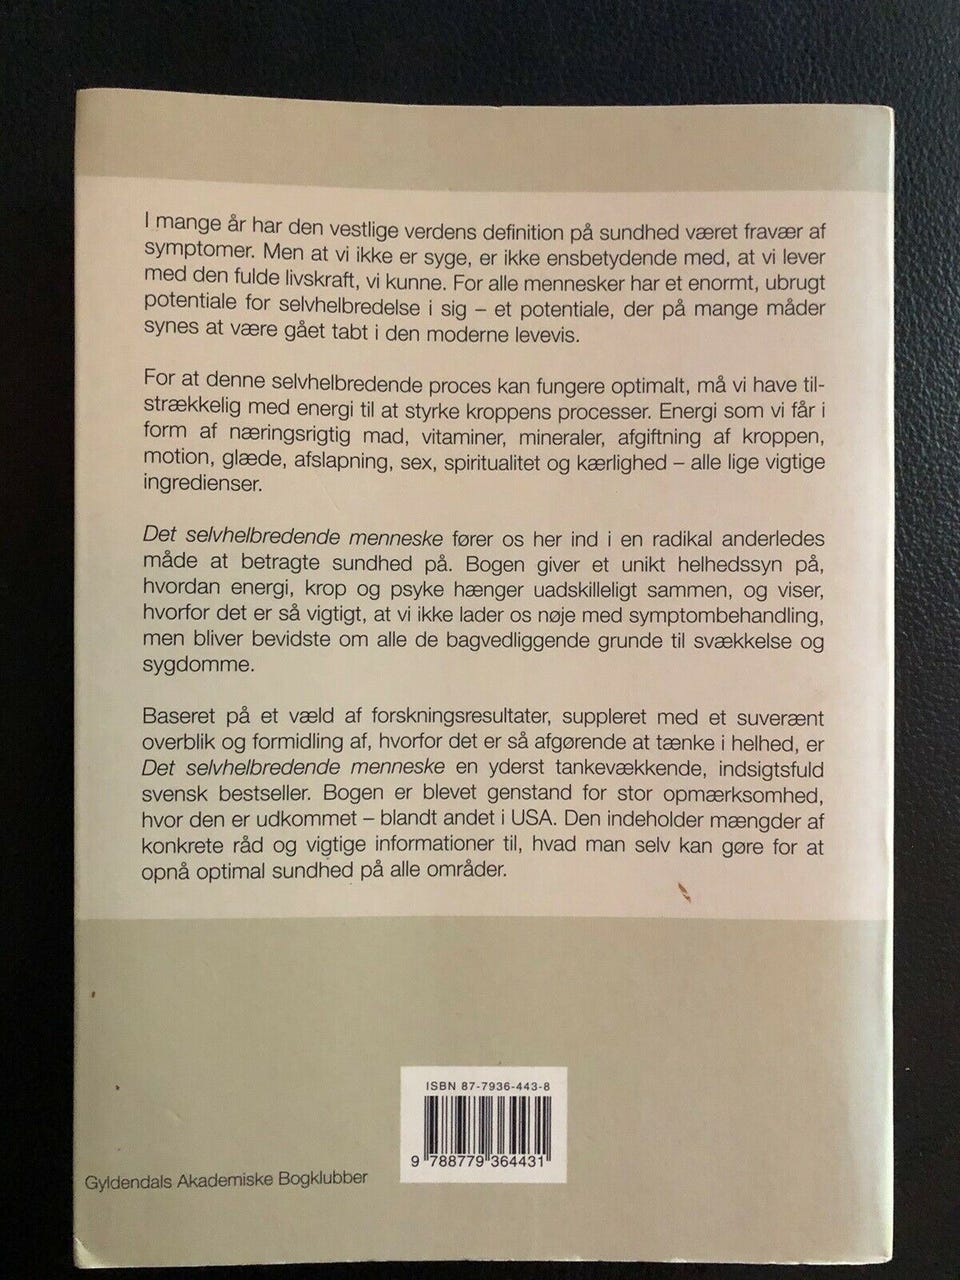 I mange år har den vestlige verdens definition på sundhed været fravær af
symptomer. Men at vi ikke er syge, er ikke ensbetydende med, at vi lever
med den fulde livskraft, vi kunne. For alle mennesker har et enormt, ubrugt
potentiale for selvhelbredelse i sig – et potentiale, der på mange måder
synes at være gået tabt i den moderne levevis.
For at denne selvhelbredende proces kan fungere optimalt, må vi have til-
strækkelig med energi til at styrke kroppens processer. Energi som vi får i
form af næringsrigtig mad, vitaminer, mineraler, afgiftning af kroppen,
motion, glæde, afslapning, sex, spiritualitet og kærlighed – alle lige vigtige
ingredienser.
Det selvhelbredende menneske fører os her ind i en radikal anderledes
måde at betragte sundhed på. Bogen giver et unikt helhedssyn på,
hvordan energi, krop og psyke hænger uadskilleligt sammen, og viser,
hvorfor det er så vigtigt, at vi ikke lader os nøje med symptombehandling,
men bliver bevidste om alle de bagvedliggende grunde til svækkelse og
sygdomme.
Baseret på et væld af forskningsresultater, suppleret med et suverænt
overblik og formidling af, hvorfor det er så afgørende at tænke i helhed, er
Det selvhelbredende menneske en yderst tankevækkende, indsigtsfuld
svensk bestseller. Bogen er blevet genstand for stor opmærksomhed,
hvor den er udkommet – blandt andet i USA. Den indeholder mængder af
konkrete råd og vigtige informationer til, hvad man selv kan gøre for at
opnå optimal sundhed på alle områder.
ISBN 87-7936-443-8
9 788779 364431
Gyldendals Akademiske Bogklubber